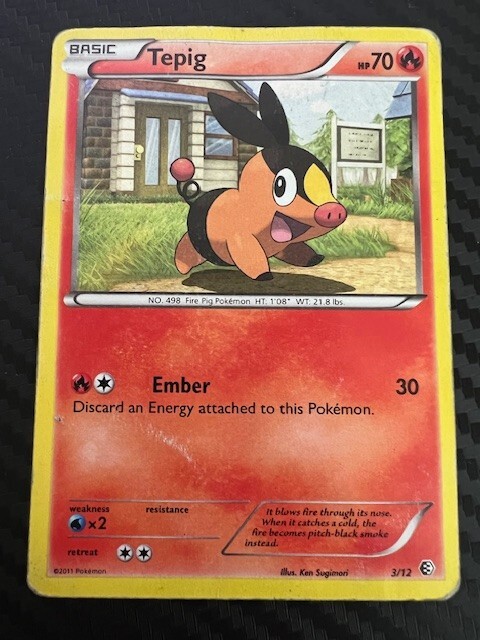 BASIC
Tepig
HP 70
NO. 498 Fire Pig Pokémon HT: 1'08" WT: 21.8 lbs.
Ember 30
Discard an Energy attached to this Pokémon.
weakness resistance
×2
retreat
It blows fire through its nose.
When it catches a cold, the
fire becomes pitch-black smoke
instead.
©2011 Pokémon Illus. Ken Sugimori 3/12